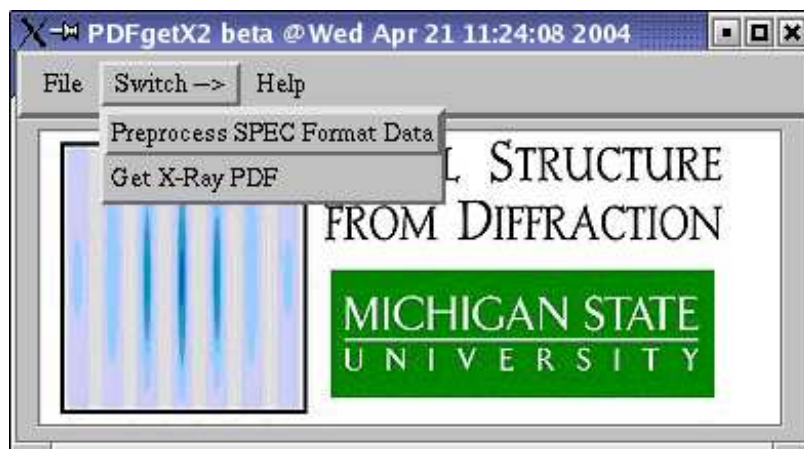 PDFgetX2 beta @ Wed Apr 21 11:24:08 2004
File Switch --> Help
Preprocess SPEC Format Data
Get X-Ray PDF
L STRUCTURE
FROM DIFFRACTION
MICHIGAN STATE
UNIVERSITY